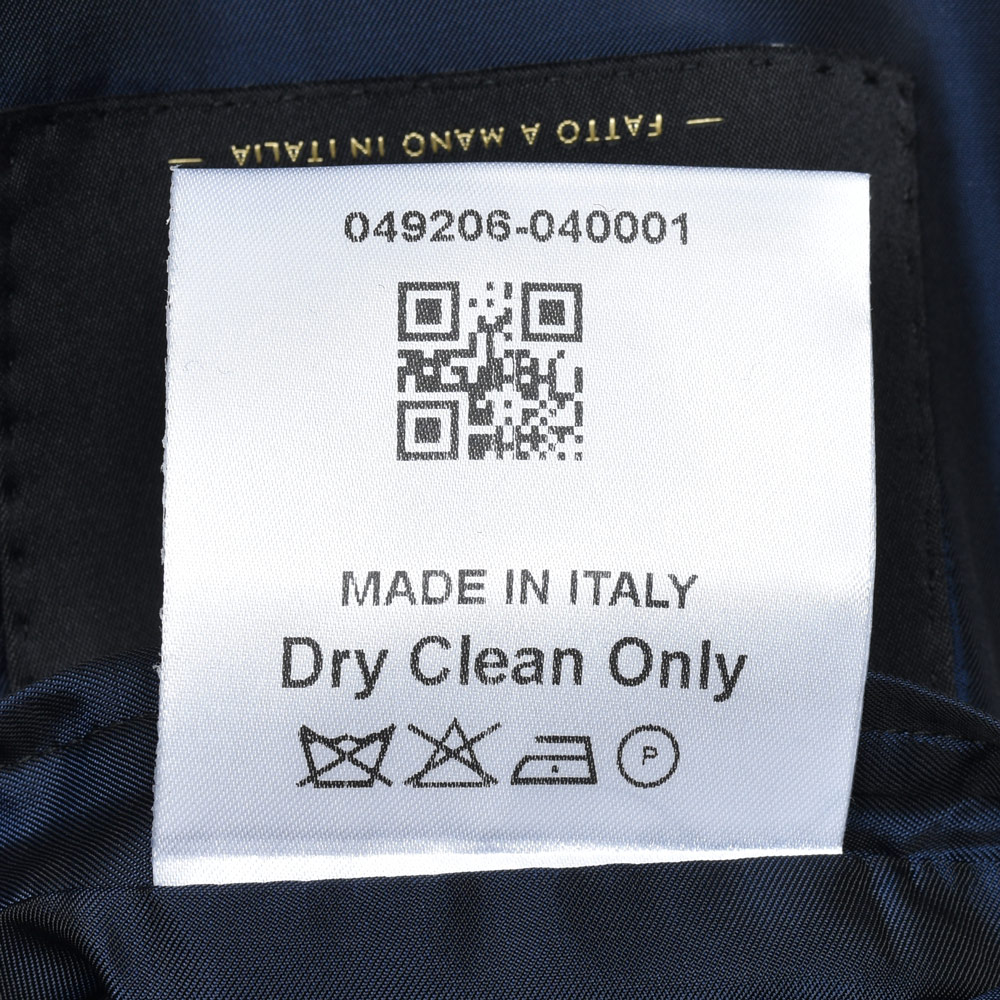 — FATTO A MANO IN ITALIA —
049206-040001
MADE IN ITALY
Dry Clean Only
P